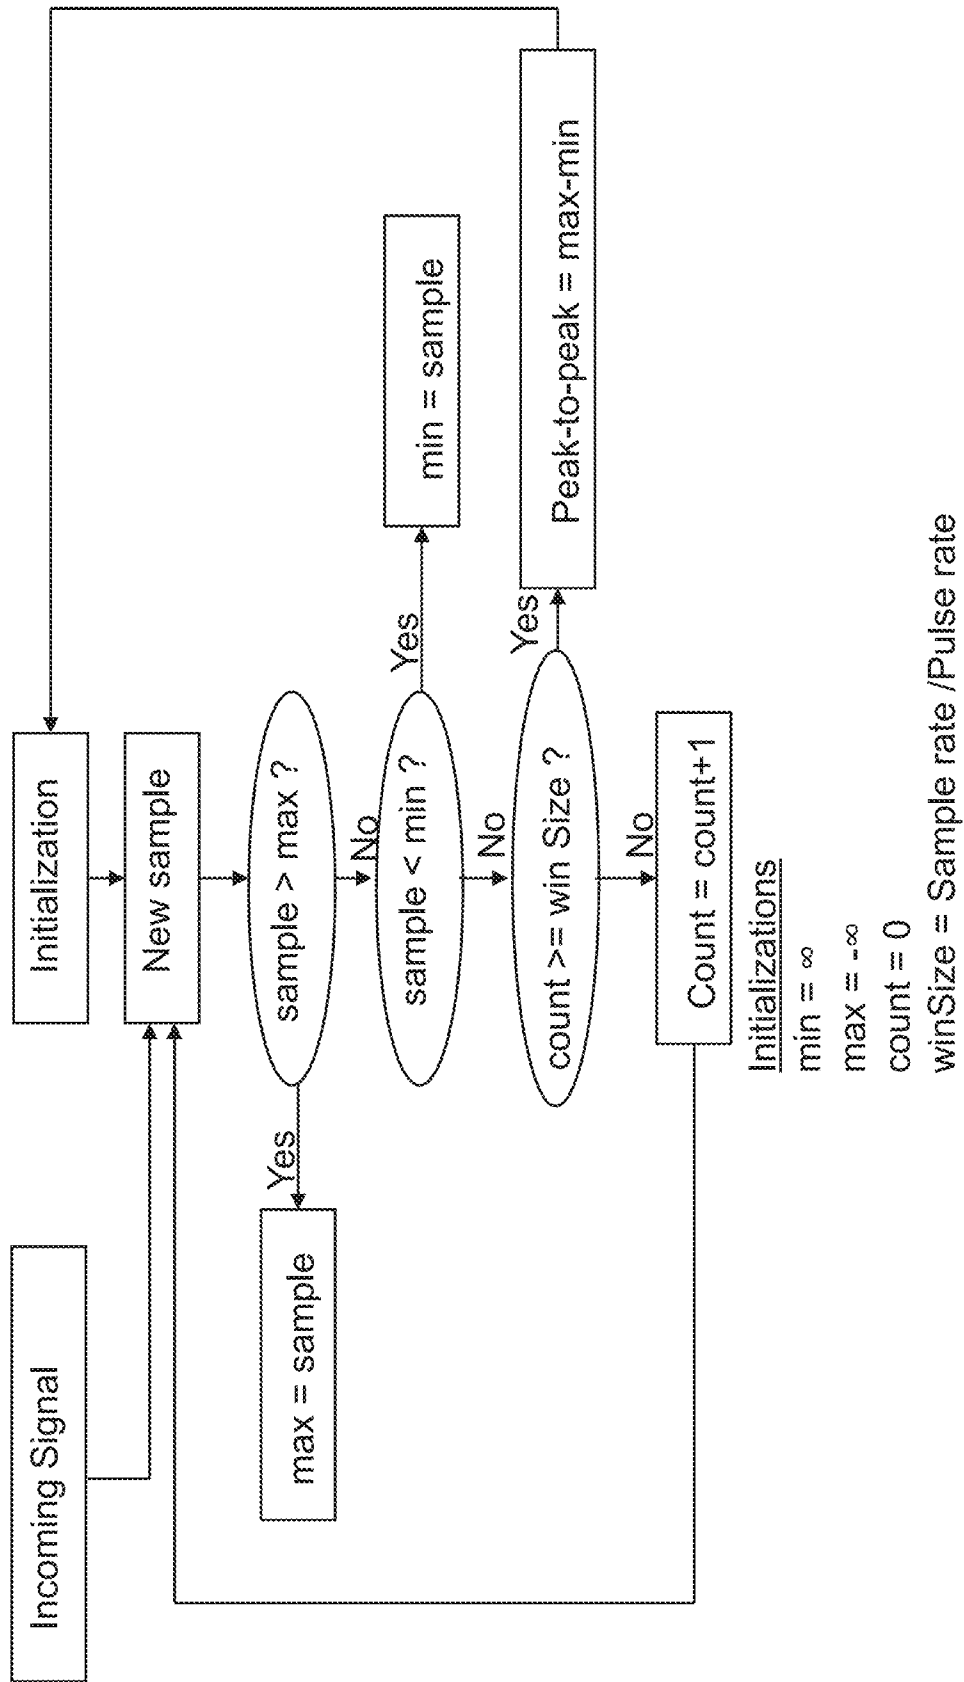 Incoming Signal
Initialization
New sample
sample > max ?
Yes
max = sample
No
sample < min ?
Yes
min = sample
No
count >= win Size ?
Yes
Peak-to-peak = max-min
No
Count = count+1
Initializations
min = ∞
max = -∞
count = 0
winSize = Sample rate /Pulse rate